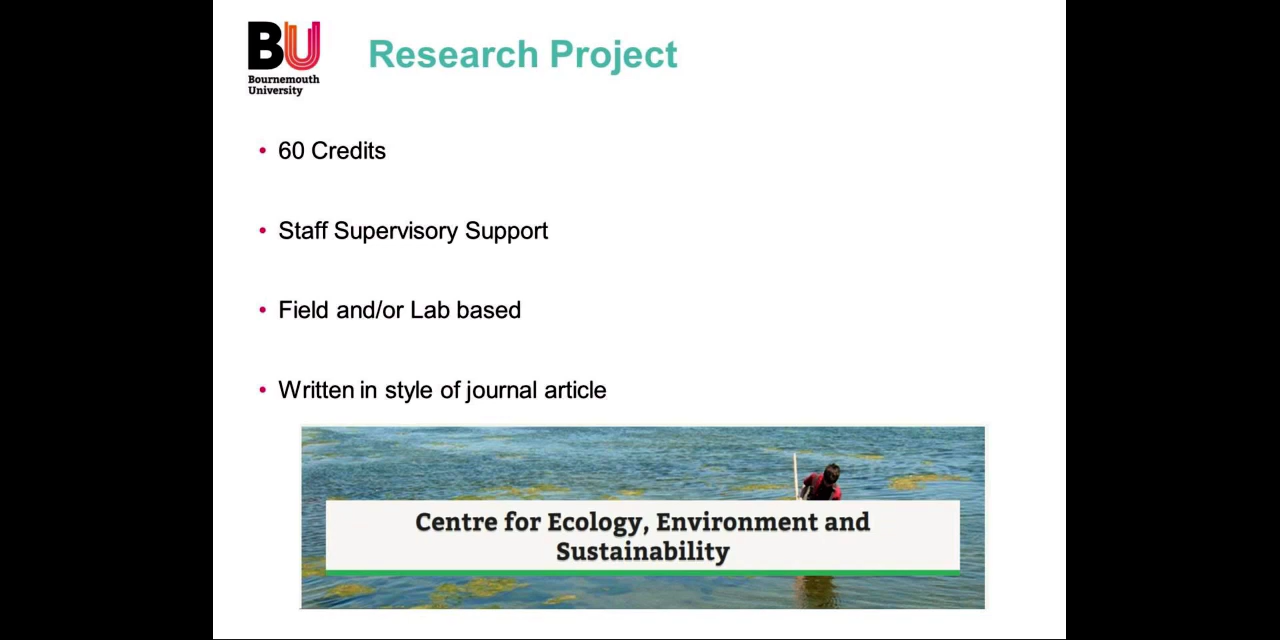 BU
Bournemouth
University
Research Project
• 60 Credits
• Staff Supervisory Support
• Field and/or Lab based
• Written in style of journal article
Centre for Ecology, Environment and
Sustainability